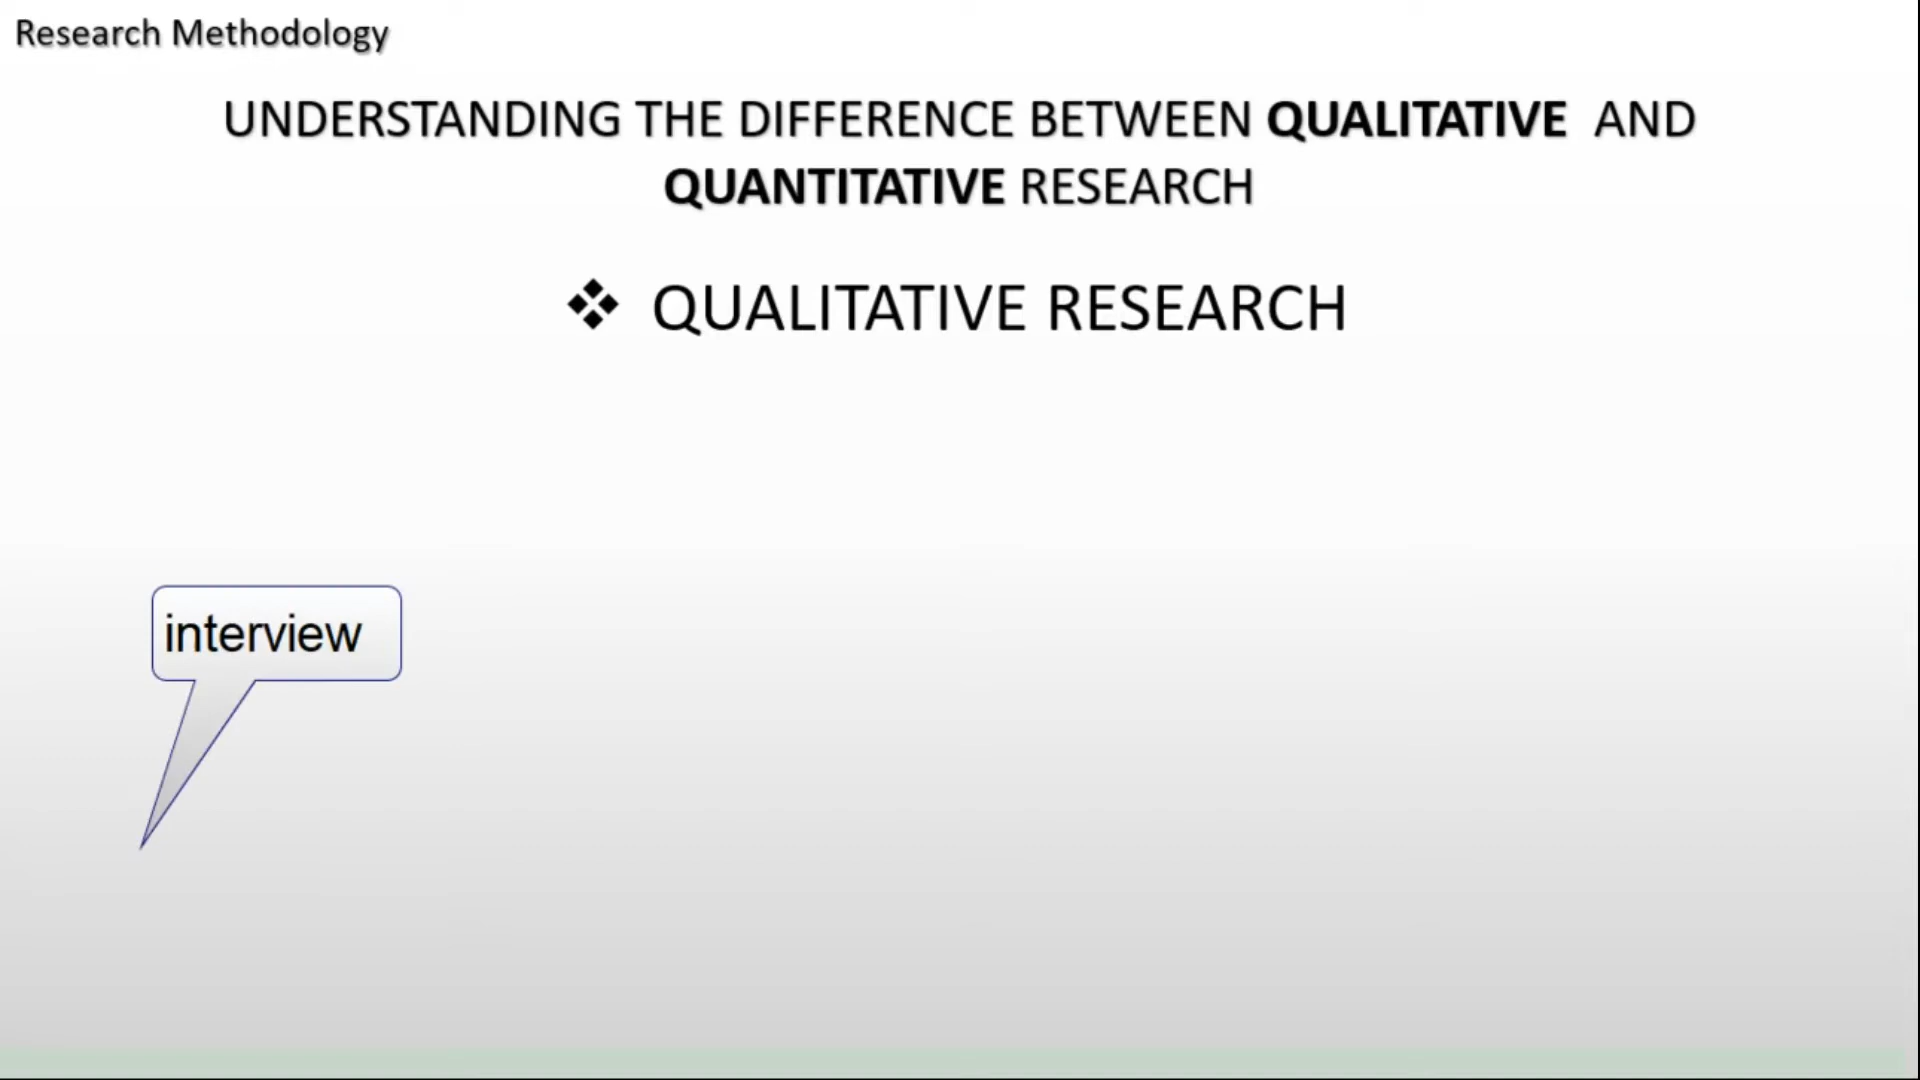 Research Methodology
UNDERSTANDING THE DIFFERENCE BETWEEN QUALITATIVE AND
QUANTITATIVE RESEARCH
❖ QUALITATIVE RESEARCH
interview